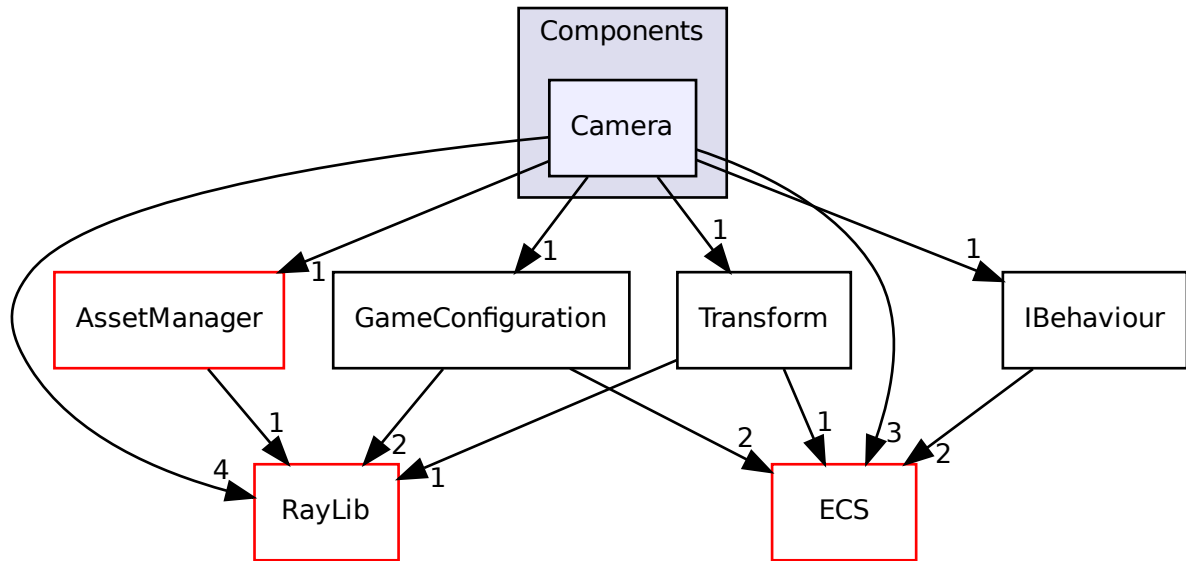 Components
Camera
1
1
1
1
AssetManager
GameConfiguration
Transform
IBehaviour
1
2
2
1
3
2
4
1
RayLib
ECS